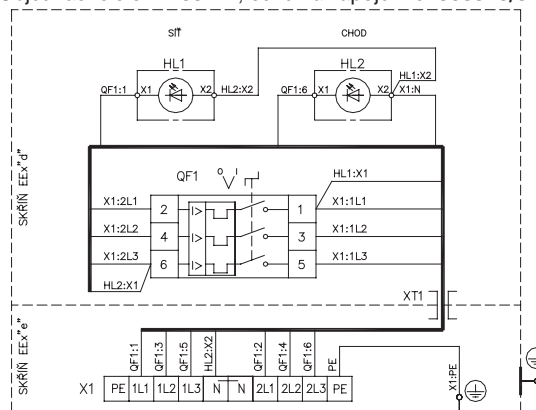 SÍŤ CHOD
HL1 HL2
HL1:X2
QF1:1 X1 X2 HL2:X2 QF1:6 X1 X2 X1:N
SKŘÍŇ EEx"d"
QF1 0 I HL1:X1
X1:2L1 2 I> 1 X1:1L1
X1:2L2 4 I> 3 X1:1L2
X1:2L3 6 I> 5 X1:1L3
HL2:X1
XT1
SKŘÍŇ EEx"e"
QF1:1 QF1:3 QF1:5 HL2:X2 QF1:2 QF1:4 QF1:6 PE X1:PE
X1 PE 1L1 1L2 1L3 N N 2L1 2L2 2L3 PE